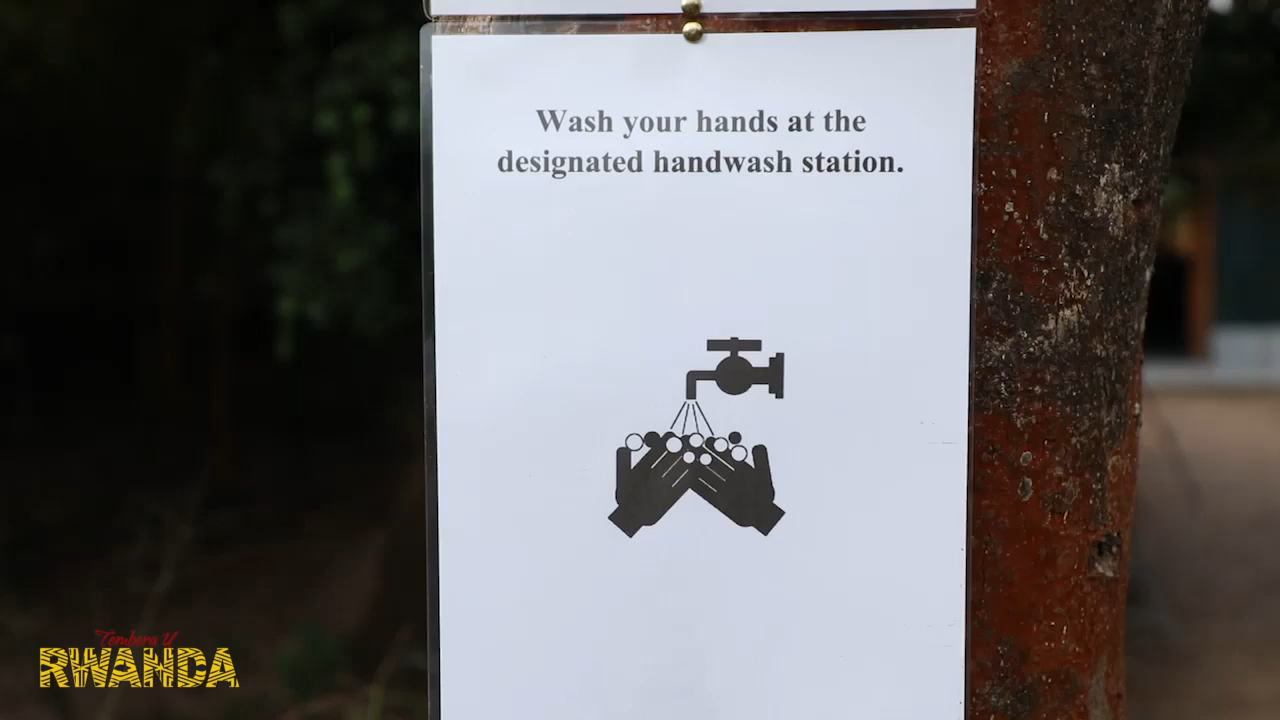 Wash your hands at the
designated handwash station.
Tembera U
RWANDA